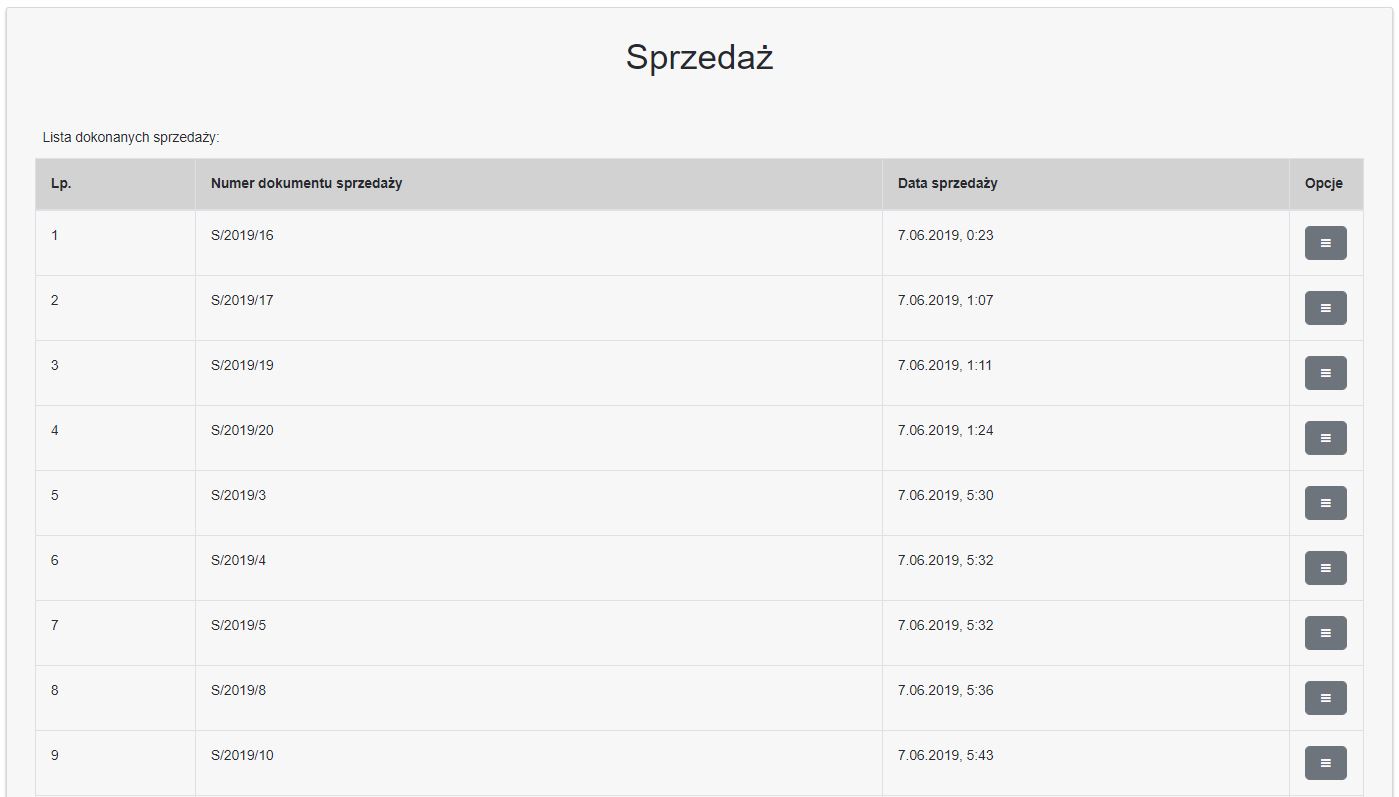 Sprzedaż
Lista dokonanych sprzedaży:
Lp. Numer dokumentu sprzedaży Data sprzedaży Opcje
1 S/2019/16 7.06.2019, 0:23
2 S/2019/17 7.06.2019, 1:07
3 S/2019/19 7.06.2019, 1:11
4 S/2019/20 7.06.2019, 1:24
5 S/2019/3 7.06.2019, 5:30
6 S/2019/4 7.06.2019, 5:32
7 S/2019/5 7.06.2019, 5:32
8 S/2019/8 7.06.2019, 5:36
9 S/2019/10 7.06.2019, 5:43